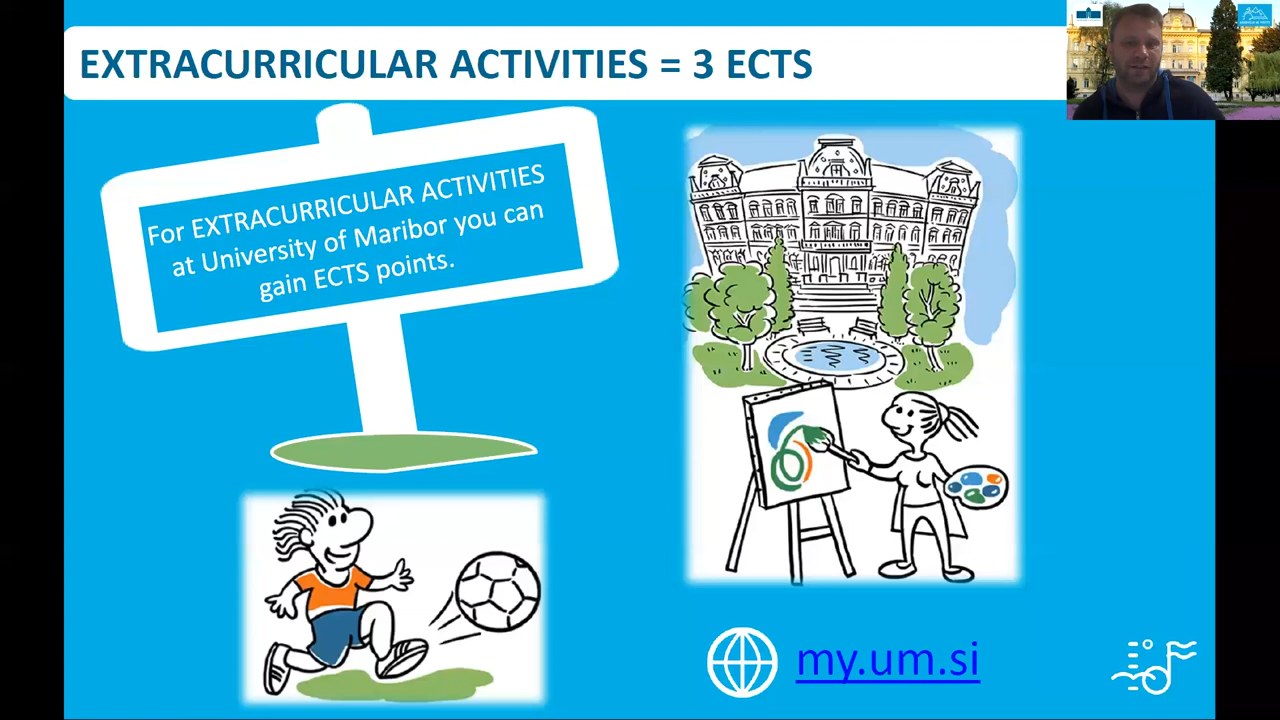 EXTRACURRICULAR ACTIVITIES = 3 ECTS
For EXTRACURRICULAR ACTIVITIES
at University of Maribor you can
gain ECTS points.
my.um.si